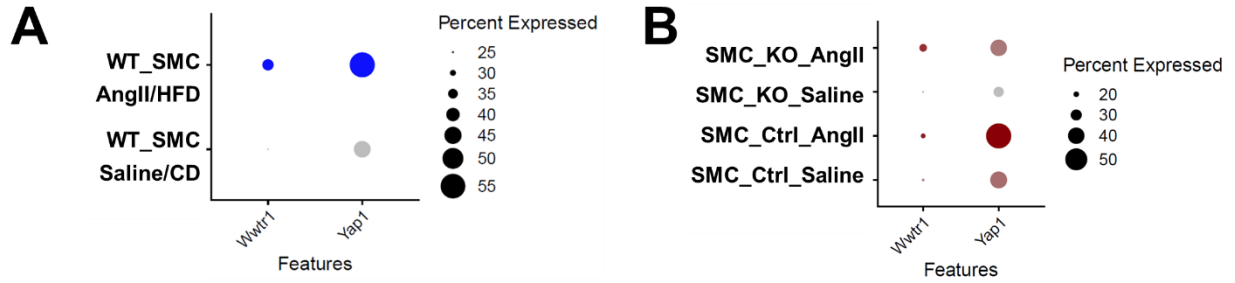 A
WT_SMC
AngII/HFD
WT_SMC
Saline/CD
Wwtr1
Yap1
Features
Percent Expressed
25
30
35
40
45
50
55
B
SMC_KO_AngII
SMC_KO_Saline
SMC_Ctrl_AngII
SMC_Ctrl_Saline
Wwtr1
Yap1
Features
Percent Expressed
20
30
40
50